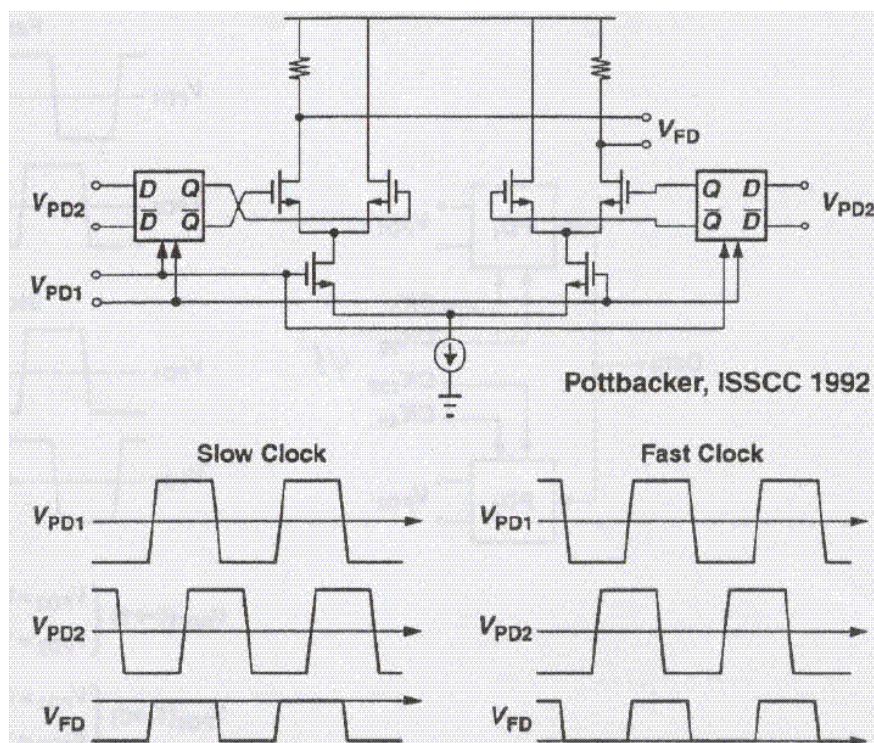 V_FD
D Q Q D
V_PD2 D̅ Q̅ Q̅ D̅ V_PD2
V_PD1
Pottbacker, ISSCC 1992
Slow Clock Fast Clock
V_PD1 V_PD1
V_PD2 V_PD2
V_FD V_FD